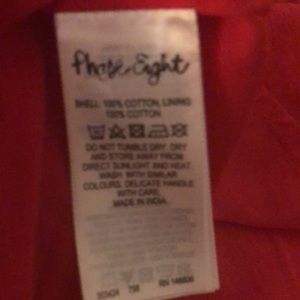 Phase Eight
SHELL: 100% COTTON, LINING:
100% COTTON
DO NOT TUMBLE DRY. DRY
AND STORE AWAY FROM
DIRECT SUNLIGHT AND HEAT.
WASH WITH SIMILAR
COLOURS. DELICATE HANDLE
WITH CARE.
MADE IN INDIA.